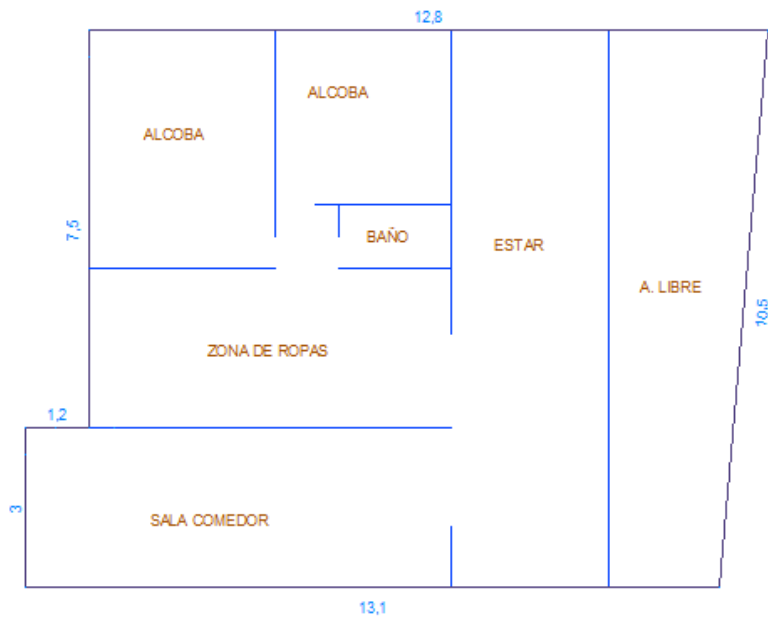 12,8
ALCOBA
ALCOBA
7,5
BAÑO
ESTAR
A. LIBRE
10,5
ZONA DE ROPAS
1,2
3
SALA COMEDOR
13,1